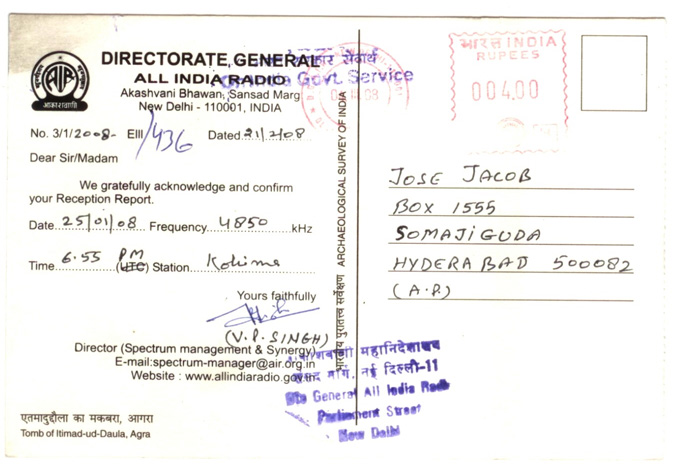 DIRECTORATE, GENERAL
ALL INDIA RADIO
Akashvani Bhawan, Sansad Marg
New Delhi - 110001, INDIA
AIR
आकाशवाणी
सेवार्थ
Govt. Service
भारत INDIA
RUPEES
004.00
No. 3/1/2008- EIII/436 Dated. 21/2/08
Dear Sir/Madam
We gratefully acknowledge and confirm
your Reception Report.
Date 25/01/08 Frequency 4850 kHz
Time 6.55 PM (UTC) Station Kohima
Yours faithfully
(V.P. SINGH)
Director (Spectrum management & Synergy)
E-mail:spectrum-manager@air.org.in
Website : www.allindiaradio.gov.in
एतमादुद्दौला का मकबरा, आगरा
Tomb of Itimad-ud-Daula, Agra
भारतीय पुरातत्त्व सर्वेक्षण ARCHAEOLOGICAL SURVEY OF INDIA
JOSE JACOB
BOX 1555
SOMAJIGUDA
HYDERABAD 500082
(A.P)
महानिदेशालय
मार्ग, नई दिल्ली-11
General All India Radio
Parliament Street
New Delhi